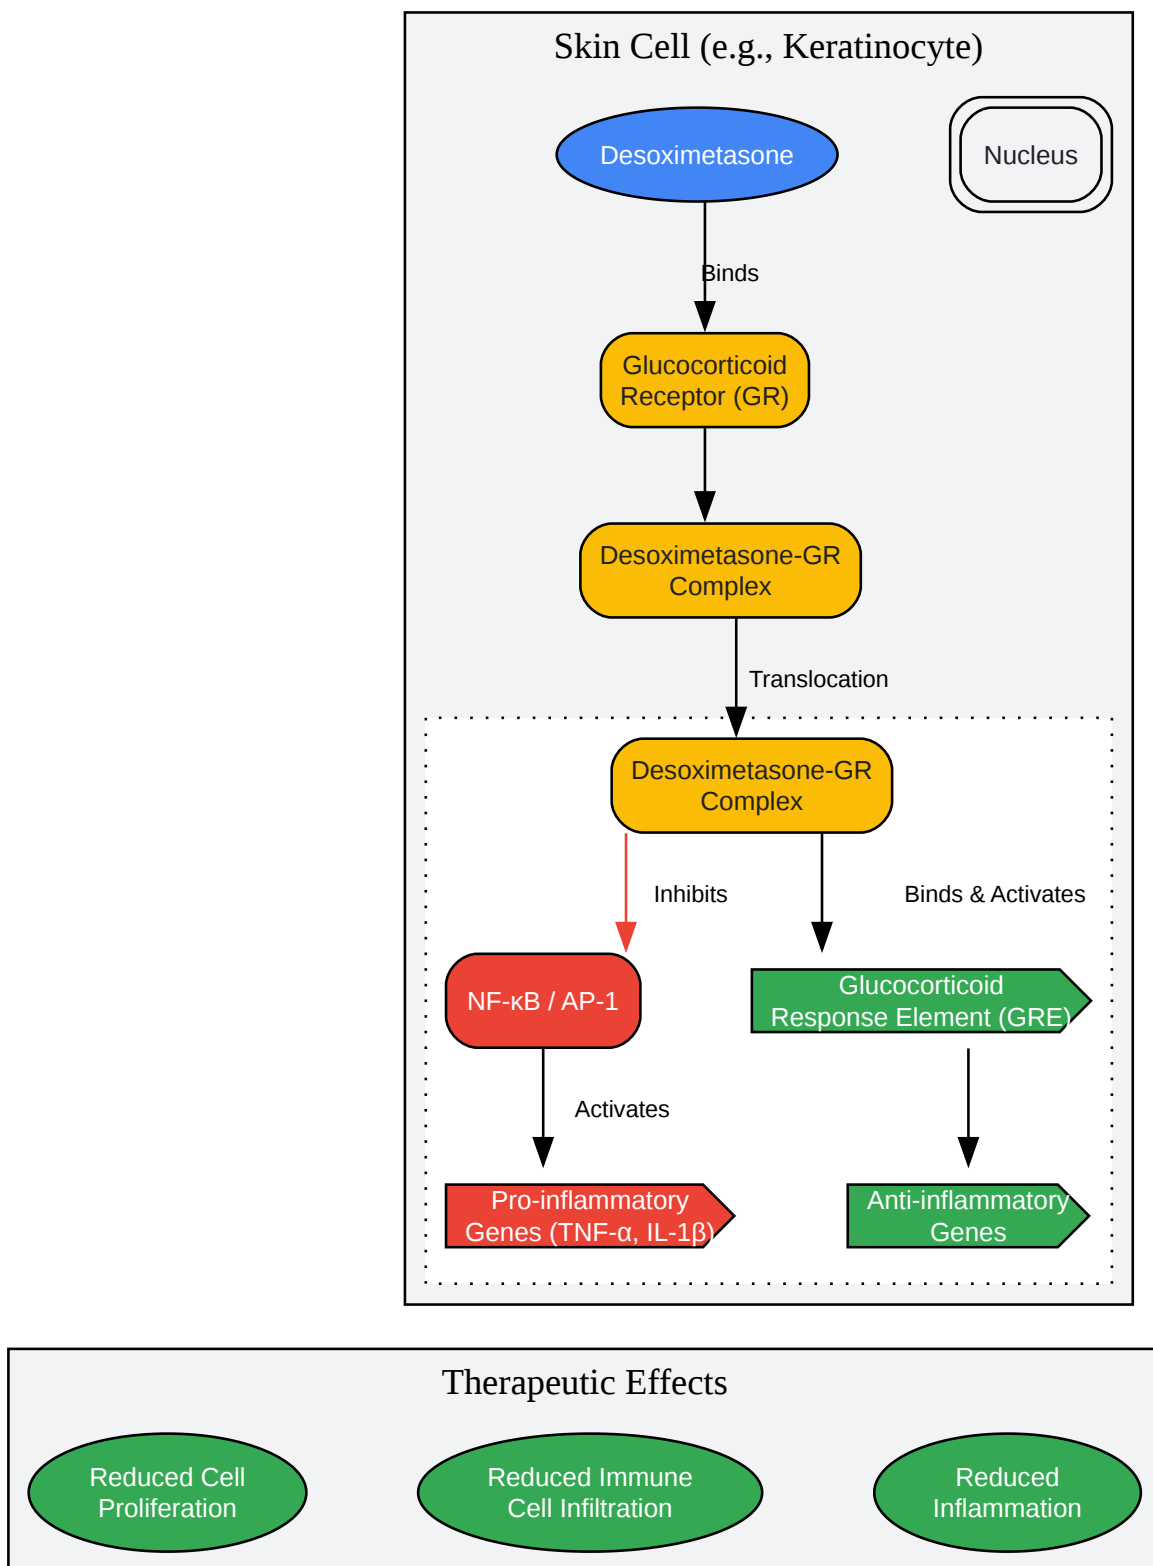 Skin Cell (e.g., Keratinocyte)
Desoximetasone
Nucleus
Binds
Glucocorticoid
Receptor (GR)
Desoximetasone-GR
Complex
Translocation
Desoximetasone-GR
Complex
Inhibits
Binds & Activates
NF-κB / AP-1
Glucocorticoid
Response Element (GRE)
Activates
Pro-inflammatory
Genes (TNF-α, IL-1β)
Anti-inflammatory
Genes
Therapeutic Effects
Reduced Cell
Proliferation
Reduced Immune
Cell Infiltration
Reduced
Inflammation